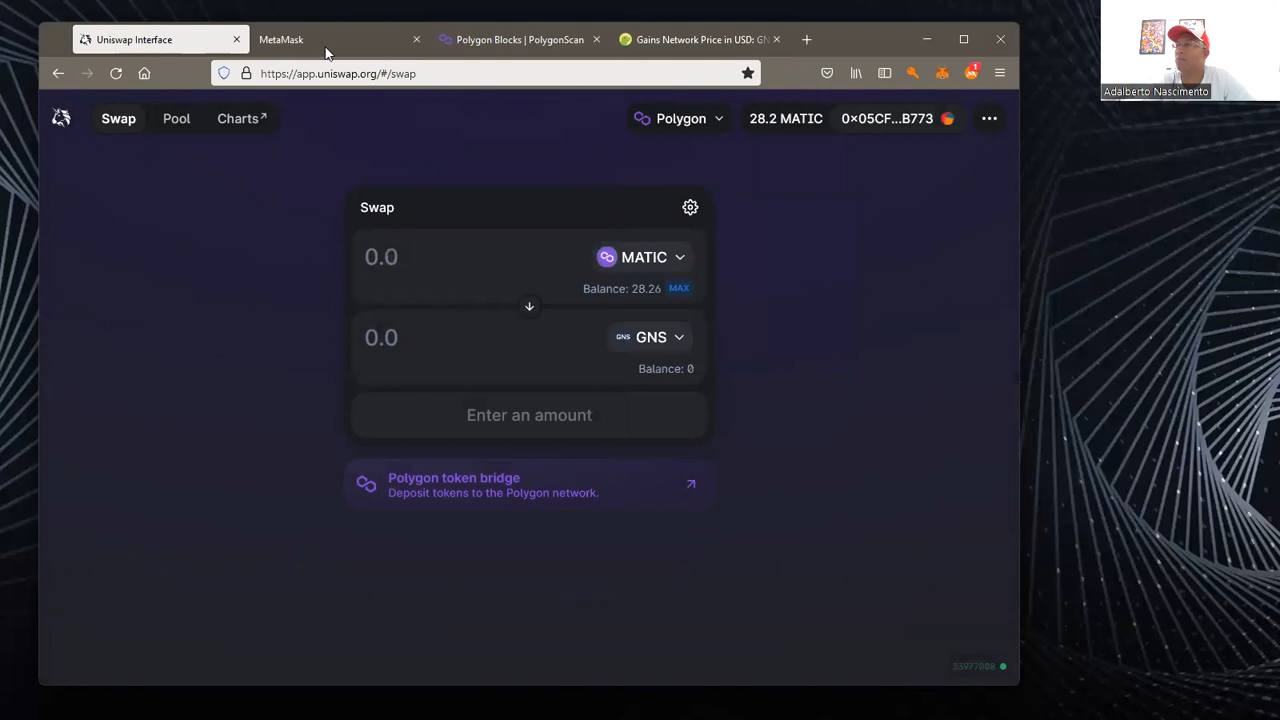 Uniswap Interface
MetaMask
Polygon Blocks | PolygonScan
Gains Network Price in USD: GN
https://app.uniswap.org/#/swap
1
Adalberto Nascimento
Swap
Pool
Charts↗
Polygon
28.2 MATIC
0x05CF...B773
Swap
0.0
MATIC
Balance: 28.26 MAX
0.0
GNS GNS
Balance: 0
Enter an amount
Polygon token bridge
Deposit tokens to the Polygon network.
33977008